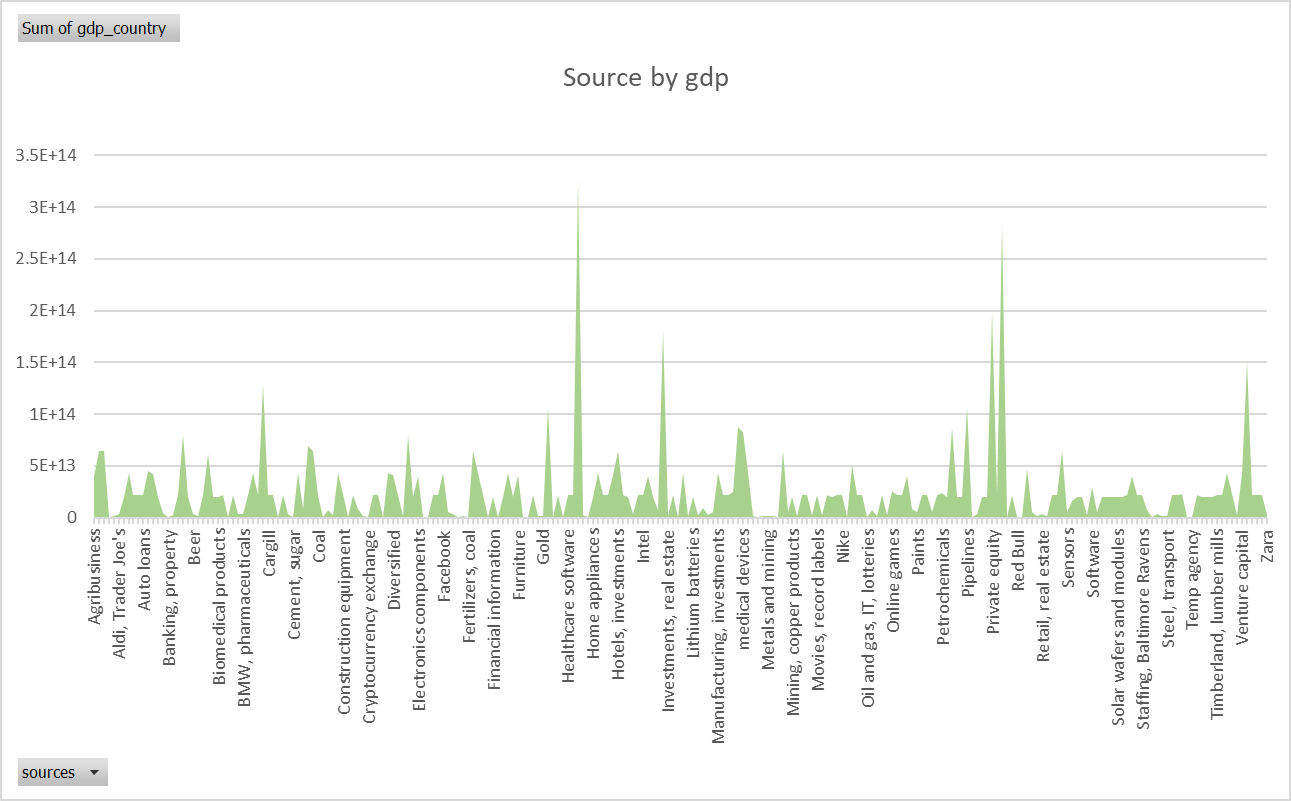 Sum of gdp_country
Source by gdp
3.5E+14
3E+14
2.5E+14
2E+14
1.5E+14
1E+14
5E+13
0
Agribusiness
Aldi, Trader Joe's
Auto loans
Banking, property
Beer
Biomedical products
BMW, pharmaceuticals
Cargill
Cement, sugar
Coal
Construction equipment
Cryptocurrency exchange
Diversified
Electronics components
Facebook
Fertilizers, coal
Financial information
Furniture
Gold
Healthcare software
Home appliances
Hotels, investments
Intel
Investments, real estate
Lithium batteries
Manufacturing, investments
medical devices
Metals and mining
Mining, copper products
Movies, record labels
Nike
Oil and gas, IT, lotteries
Online games
Paints
Petrochemicals
Pipelines
Private equity
Red Bull
Retail, real estate
Sensors
Software
Solar wafers and modules
Staffing, Baltimore Ravens
Steel, transport
Temp agency
Timberland, lumber mills
Venture capital
Zara
sources